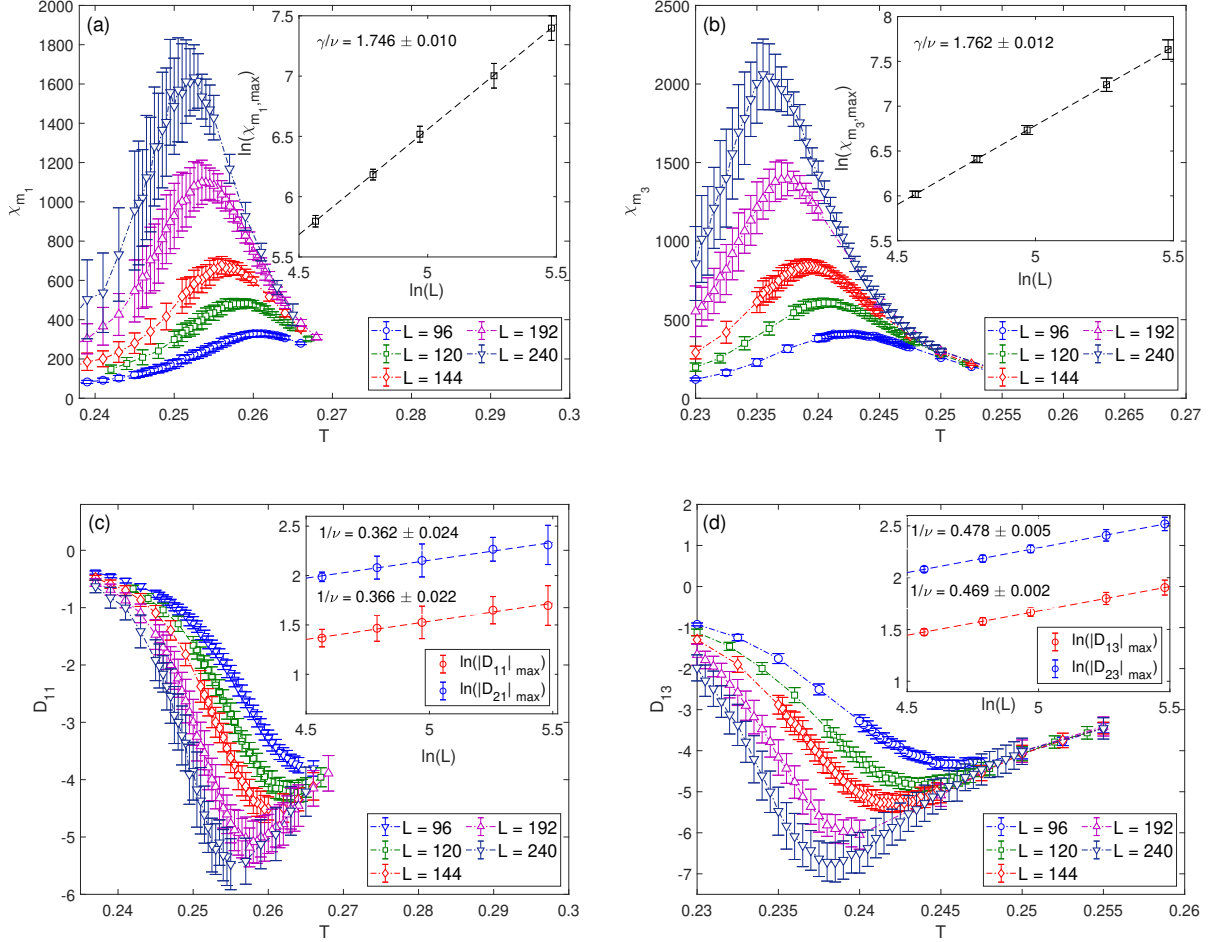 (a)
γ/ν = 1.746 ± 0.010
ln(χm1,max)
ln(L)
7.5
7
6.5
6
5.5
4.5
5
5.5
χm1
2000
1800
1600
1400
1200
1000
800
600
400
200
0
0.24
0.25
0.26
0.27
0.28
0.29
0.3
T
L = 96
L = 120
L = 144
L = 192
L = 240
(b)
γ/ν = 1.762 ± 0.012
ln(χm3,max)
ln(L)
8
7.5
7
6.5
6
5.5
4.5
5
5.5
χm3
2500
2000
1500
1000
500
0
0.23
0.235
0.24
0.245
0.25
0.255
0.26
0.265
0.27
T
L = 96
L = 120
L = 144
L = 192
L = 240
(c)
1/ν = 0.362 ± 0.024
1/ν = 0.366 ± 0.022
ln(|D11| max)
ln(|D21| max)
ln(L)
2.5
2
1.5
1
4.5
5
5.5
D11
0
-1
-2
-3
-4
-5
-6
0.24
0.25
0.26
0.27
0.28
0.29
0.3
T
L = 96
L = 120
L = 144
L = 192
L = 240
(d)
1/ν = 0.478 ± 0.005
1/ν = 0.469 ± 0.002
ln(|D13| max)
ln(|D23| max)
ln(L)
2.5
2
1.5
1
4.5
5
5.5
D13
2
1
0
-1
-2
-3
-4
-5
-6
-7
0.23
0.235
0.24
0.245
0.25
0.255
0.26
T
L = 96
L = 120
L = 144
L = 192
L = 240